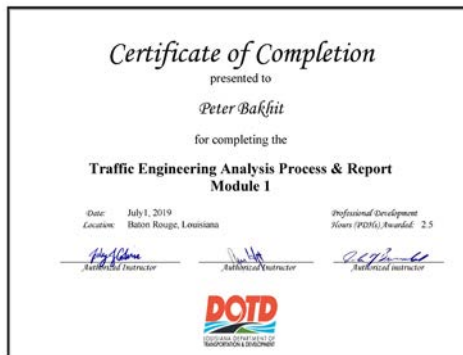 Certificate of Completion
presented to
Peter Bakhit
for completing the
Traffic Engineering Analysis Process & Report
Module 1
Date: July1, 2019
Location: Baton Rouge, Louisiana
Professional Development
Hours (PDHs) Awarded: 2.5
Authorized Instructor
Authorized Instructor
Authorized instructor
DOTD
LOUISIANA DEPARTMENT OF
TRANSPORTATION & DEVELOPMENT